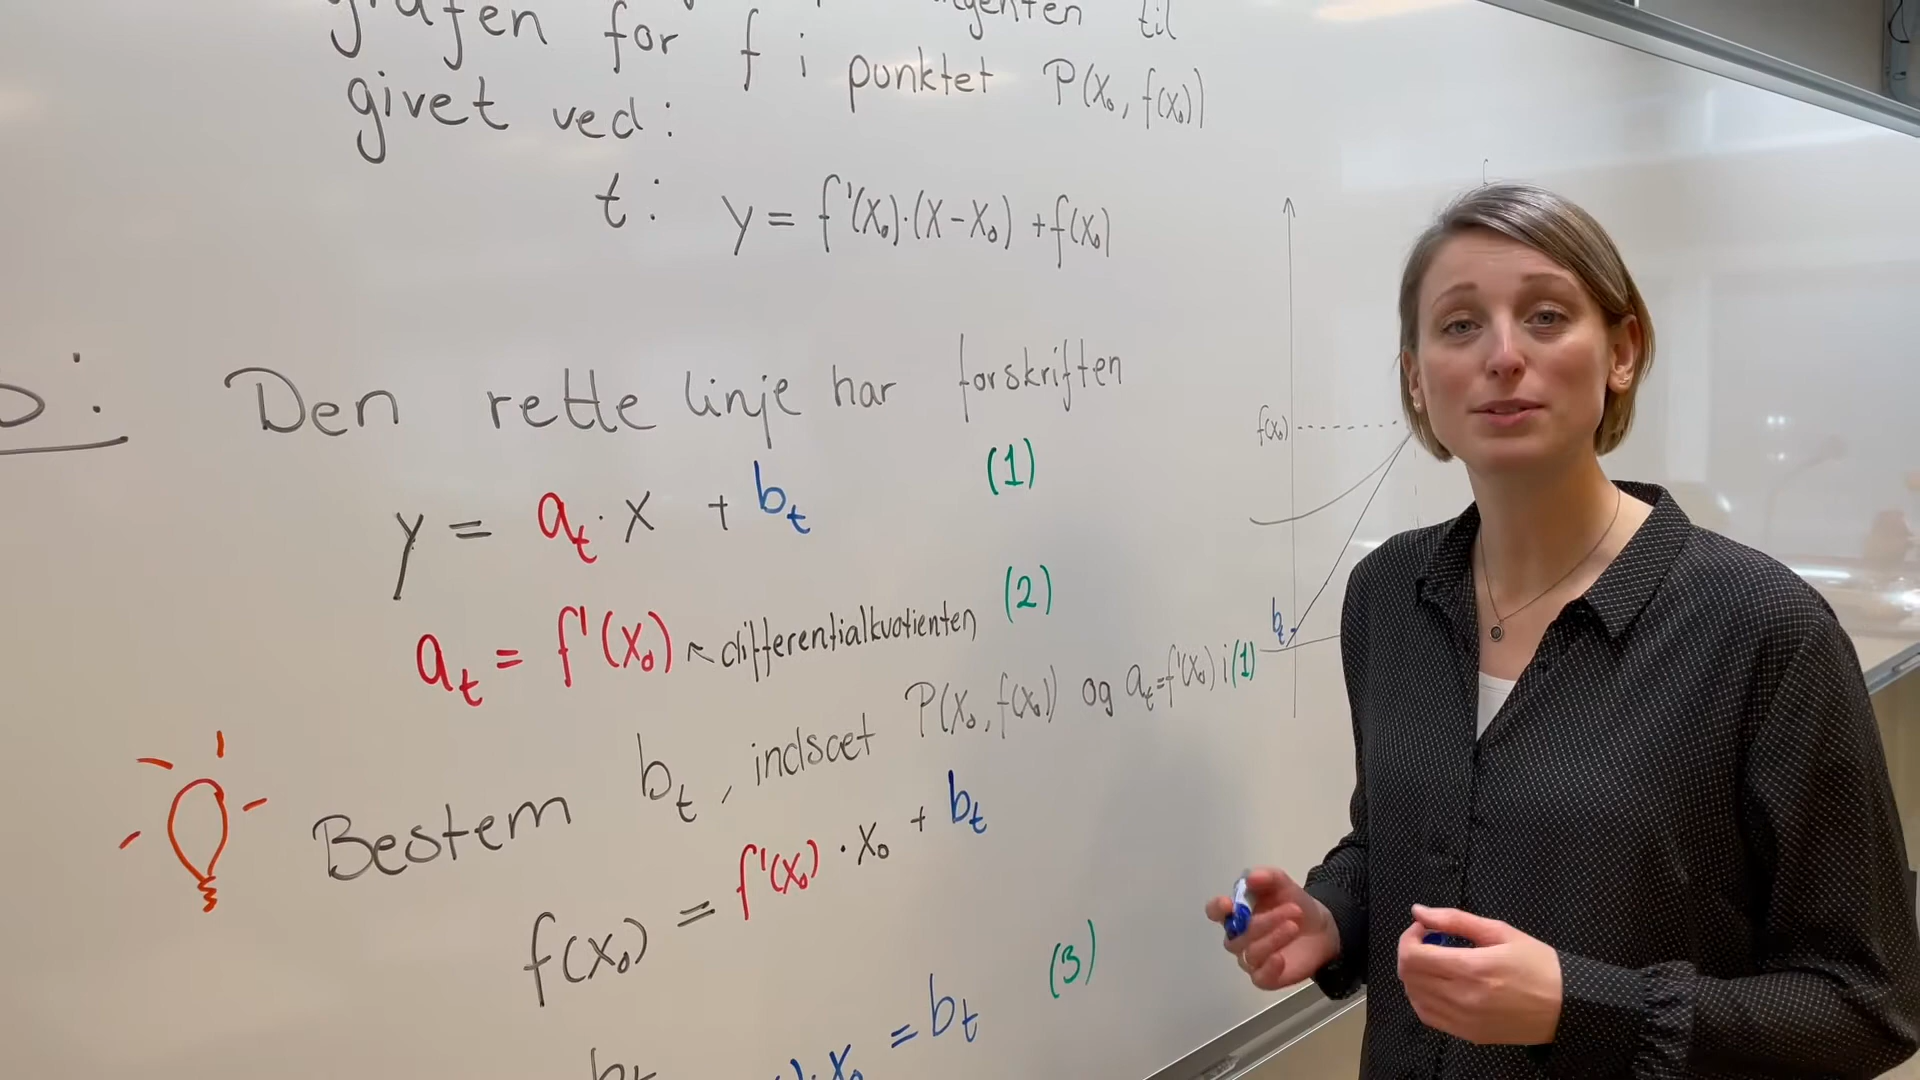 grafen for f i punktet P(x₀, f(x₀))
til
givet ved:
t: y = f'(x₀)·(x-x₀) + f(x₀)
Den rette linje har forskriften
y = aₜ · x + bₜ (1)
aₜ = f'(x₀) ↖ differentialkvotienten (2)
Bestem bₜ, indsæt P(x₀, f(x₀)) og aₜ=f'(x₀) i (1)
f(x₀) = f'(x₀) · x₀ + bₜ
(3)
·x₀ = bₜ
f(x₀)
bₜ